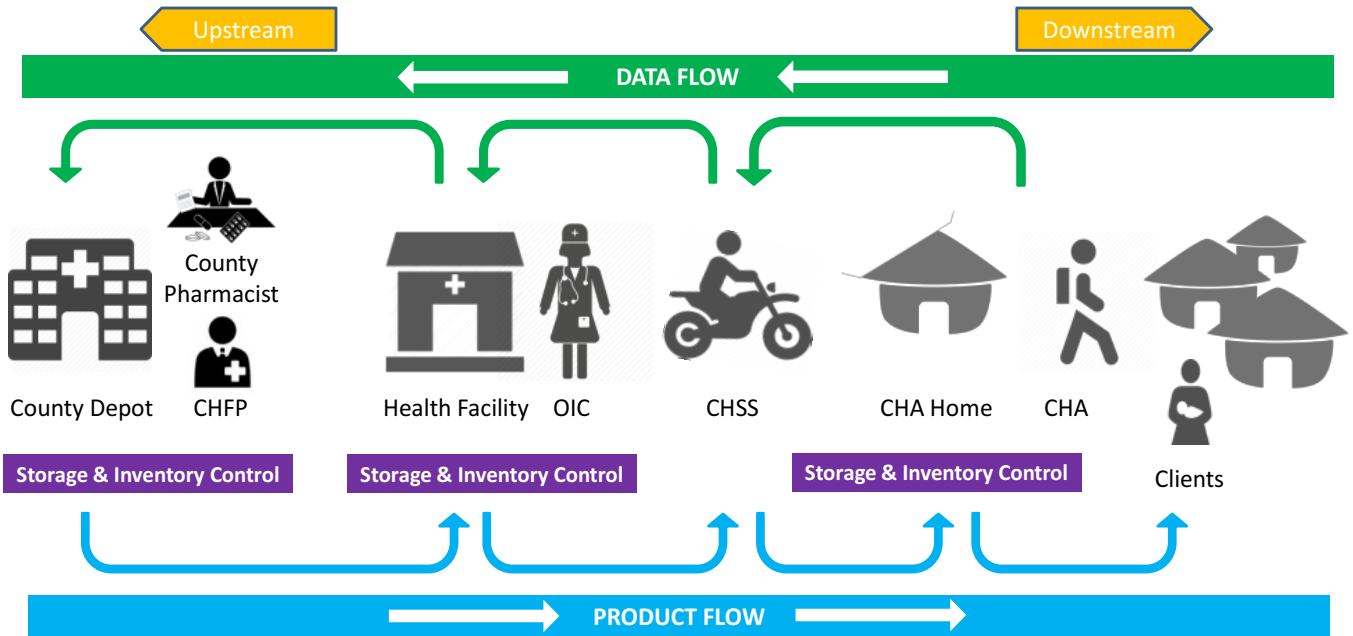 Upstream
Downstream
DATA FLOW
County
Pharmacist
County Depot
CHFP
Health Facility
OIC
CHSS
CHA Home
CHA
Clients
Storage & Inventory Control
Storage & Inventory Control
Storage & Inventory Control
PRODUCT FLOW